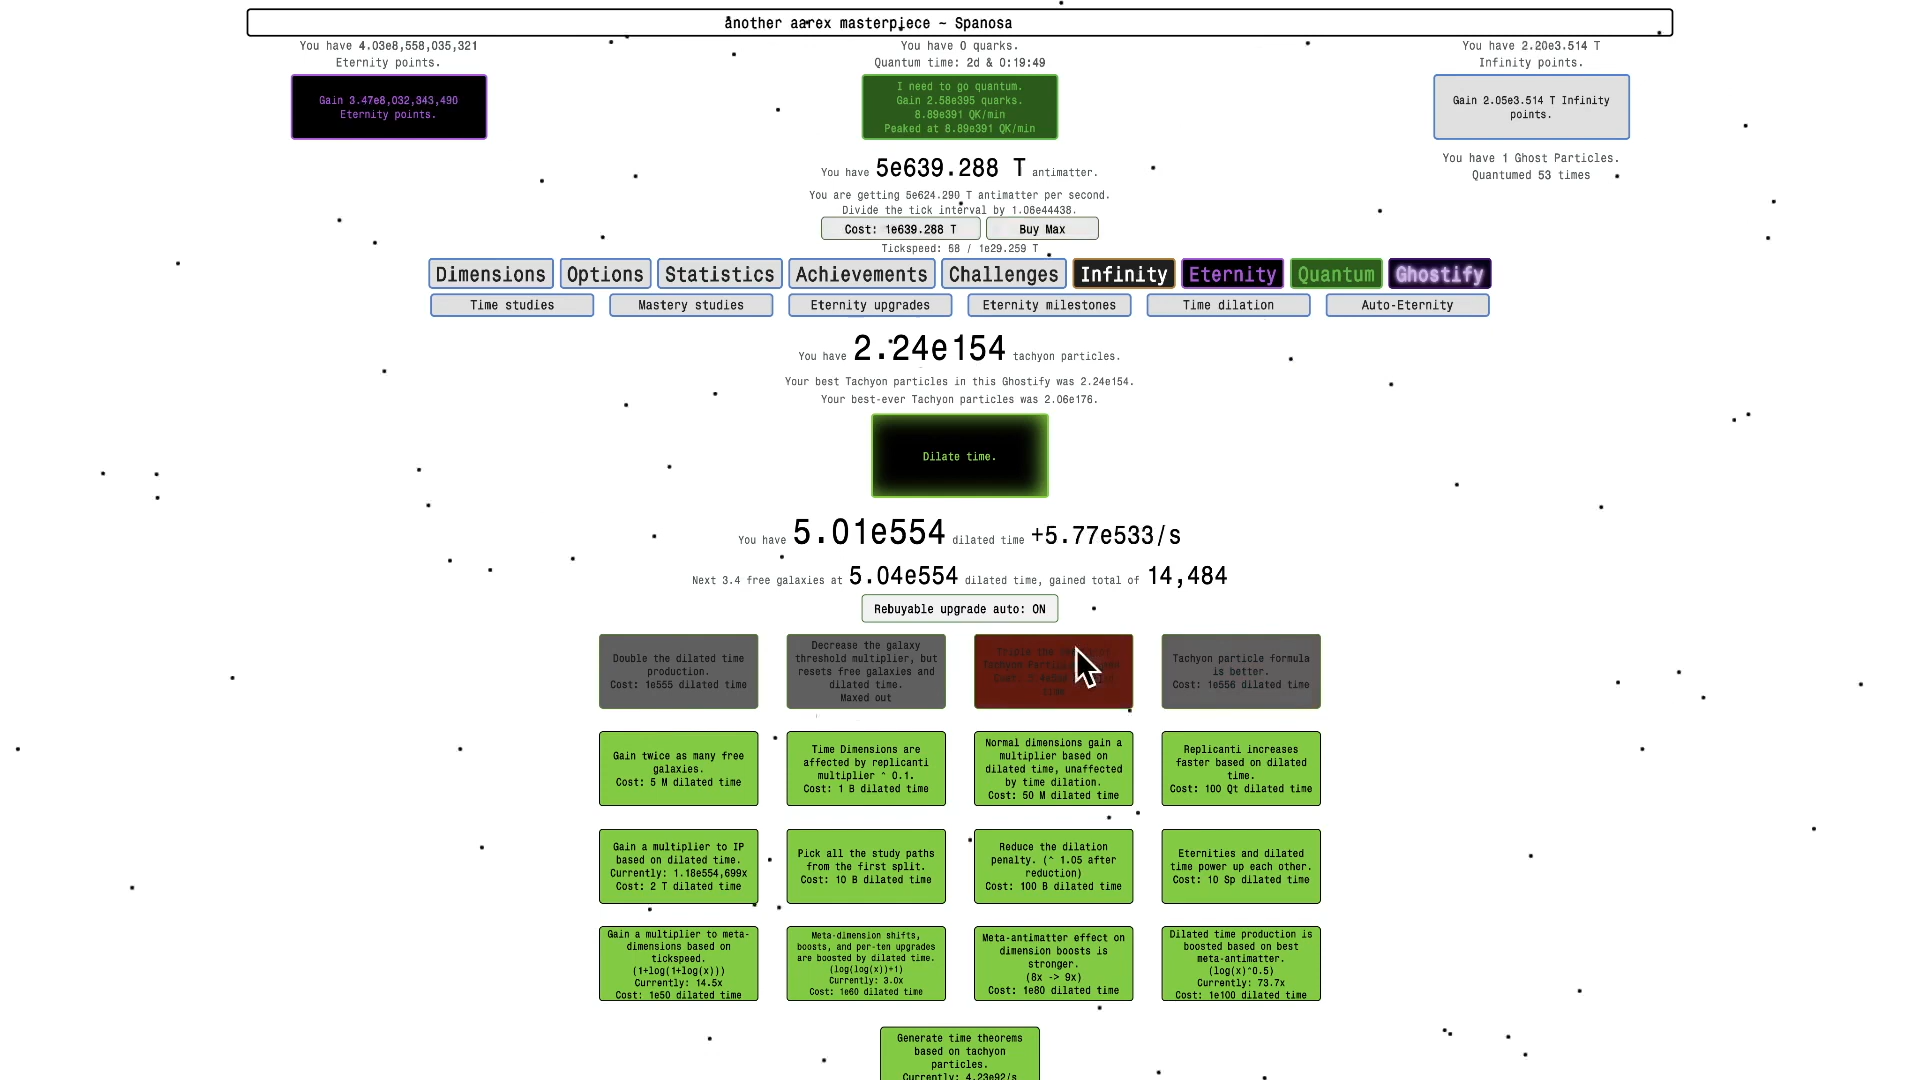 another aarex masterpiece ~ Spanosa
You have 4.03e8,558,035,321
Eternity points.
Gain 3.47e8,032,343,490
Eternity points.
You have 0 quarks.
Quantum time: 2d & 0:19:49
I need to go quantum.
Gain 2.58e395 quarks.
8.89e391 QK/min
Peaked at 8.89e391 QK/min
You have 2.20e3.514 T
Infinity points.
Gain 2.05e3.514 T Infinity
points.
You have 1 Ghost Particles.
Quantumed 53 times
You have 5e639.288 T antimatter.
You are getting 5e624.290 T antimatter per second.
Divide the tick interval by 1.06e44438.
Cost: 1e639.288 T
Buy Max
Tickspeed: 58 / 1e29.259 T
Dimensions
Options
Statistics
Achievements
Challenges
Infinity
Eternity
Quantum
Ghostify
Time studies
Mastery studies
Eternity upgrades
Eternity milestones
Time dilation
Auto-Eternity
You have 2.24e154 tachyon particles.
Your best Tachyon particles in this Ghostify was 2.24e154.
Your best-ever Tachyon particles was 2.06e176.
Dilate time.
You have 5.01e554 dilated time +5.77e533/s
Next 3.4 free galaxies at 5.04e554 dilated time, gained total of 14,484
Rebuyable upgrade auto: ON
Double the dilated time
production.
Cost: 1e555 dilated time
Decrease the galaxy
threshold multiplier, but
resets free galaxies and
dilated time.
Maxed out
Triple the
Tachyon
Cost:
time
Tachyon particle formula
is better.
Cost: 1e556 dilated time
Gain twice as many free
galaxies.
Cost: 5 M dilated time
Time Dimensions are
affected by replicanti
multiplier ^ 0.1.
Cost: 1 B dilated time
Normal dimensions gain a
multiplier based on
dilated time, unaffected
by time dilation.
Cost: 50 M dilated time
Replicanti increases
faster based on dilated
time.
Cost: 100 Qt dilated time
Gain a multiplier to IP
based on dilated time.
Currently: 1.18e554,699x
Cost: 2 T dilated time
Pick all the study paths
from the first split.
Cost: 10 B dilated time
Reduce the dilation
penalty. (^ 1.05 after
reduction)
Cost: 100 B dilated time
Eternities and dilated
time power up each other.
Cost: 10 Sp dilated time
Gain a multiplier to meta-
dimensions based on
tickspeed.
(1+log(1+log(x)))
Currently: 14.5x
Cost: 1e50 dilated time
Meta-dimension shifts,
boosts, and per-ten upgrades
are boosted by dilated time.
(log(log(x))+1)
Currently: 3.0x
Cost: 1e60 dilated time
Meta-antimatter effect on
dimension boosts is
stronger.
(8x -> 9x)
Cost: 1e80 dilated time
Dilated time production is
boosted based on best
meta-antimatter.
(log(x)^0.5)
Currently: 73.7x
Cost: 1e100 dilated time
Generate time theorems
based on tachyon
particles.
Currently: 4.23e92/s